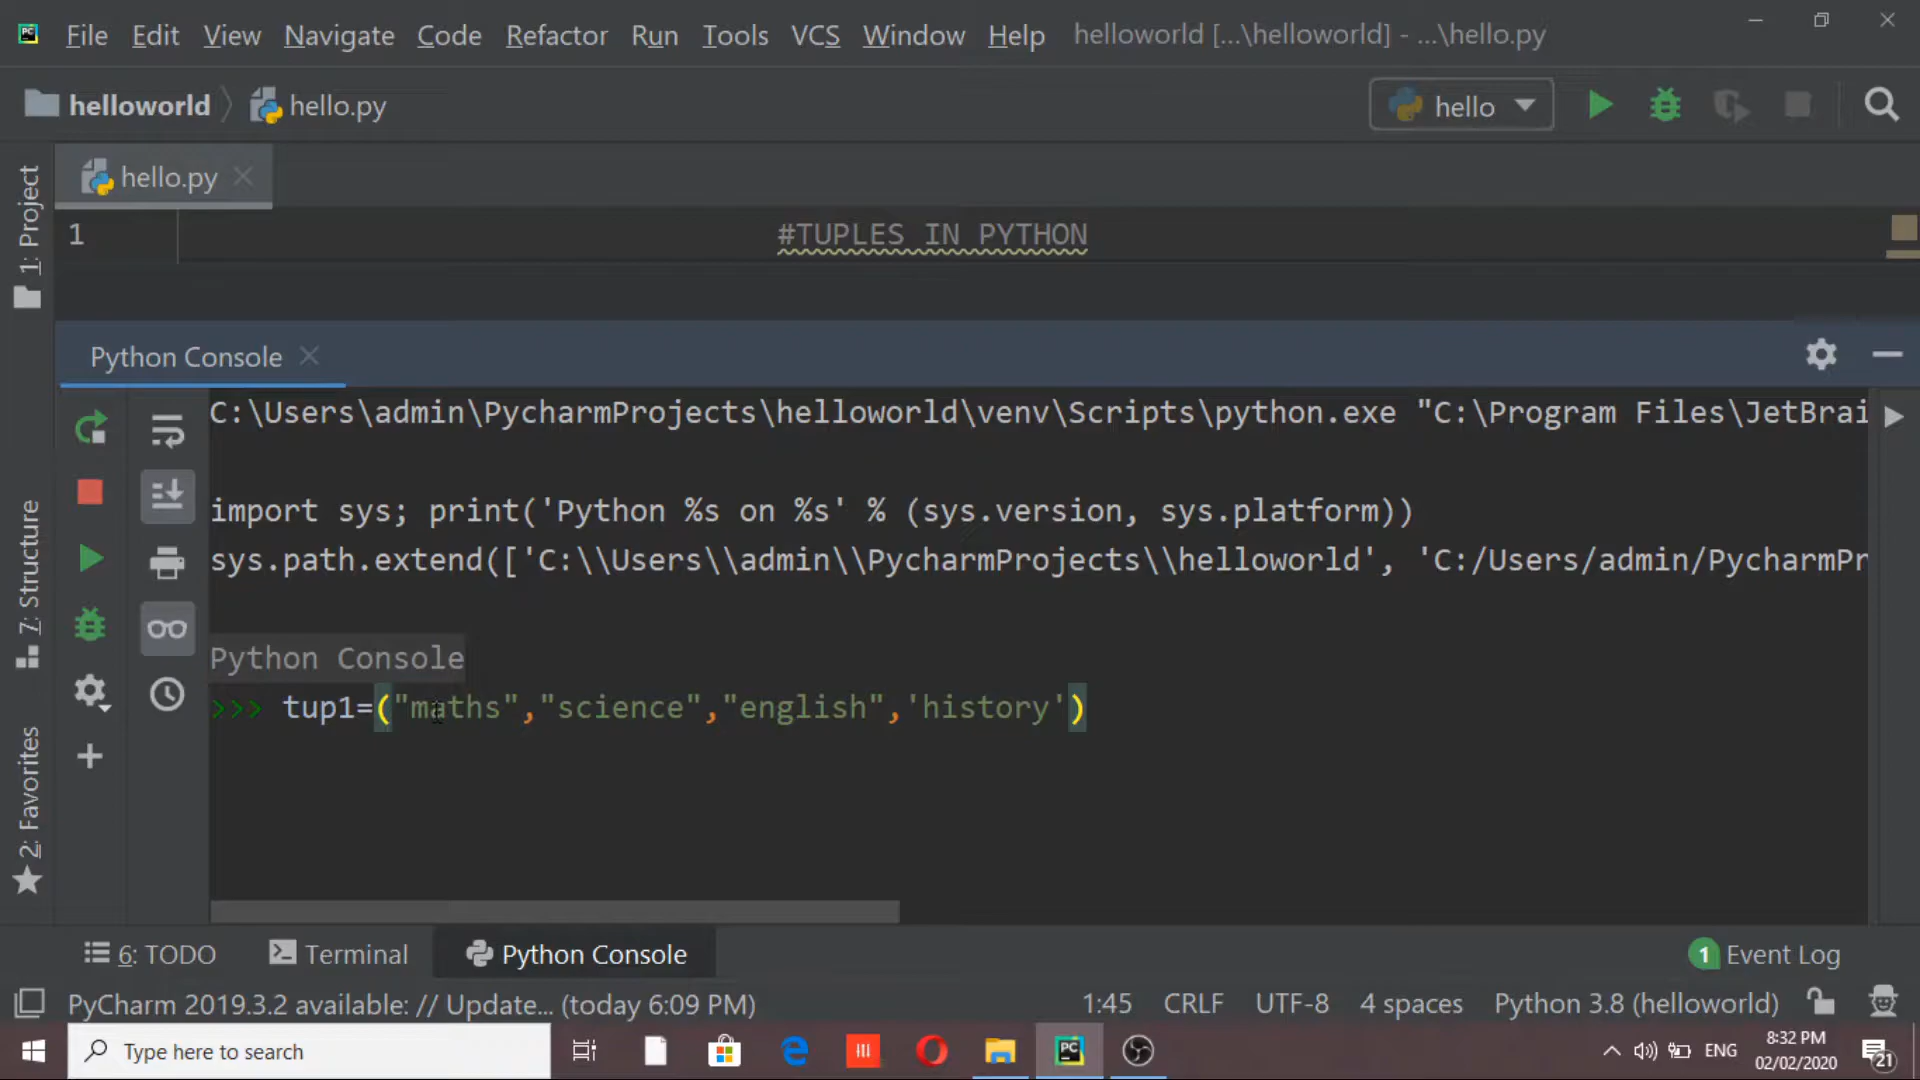 File Edit View Navigate Code Refactor Run Tools VCS Window Help helloworld [...\helloworld] - ...\hello.py
helloworld hello.py
hello
hello.py
1 #TUPLES IN PYTHON
1: Project
Python Console
C:\Users\admin\PycharmProjects\helloworld\venv\Scripts\python.exe "C:\Program Files\JetBrai
import sys; print('Python %s on %s' % (sys.version, sys.platform))
sys.path.extend(['C:\\Users\\admin\\PycharmProjects\\helloworld', 'C:/Users/admin/PycharmPr
7: Structure
Python Console
>>> tup1=("maths","science","english",'history')
2: Favorites
6: TODO Terminal Python Console 1 Event Log
PyCharm 2019.3.2 available: // Update... (today 6:09 PM) 1:45 CRLF UTF-8 4 spaces Python 3.8 (helloworld)
Type here to search PC ENG 8:32 PM
02/02/2020 21